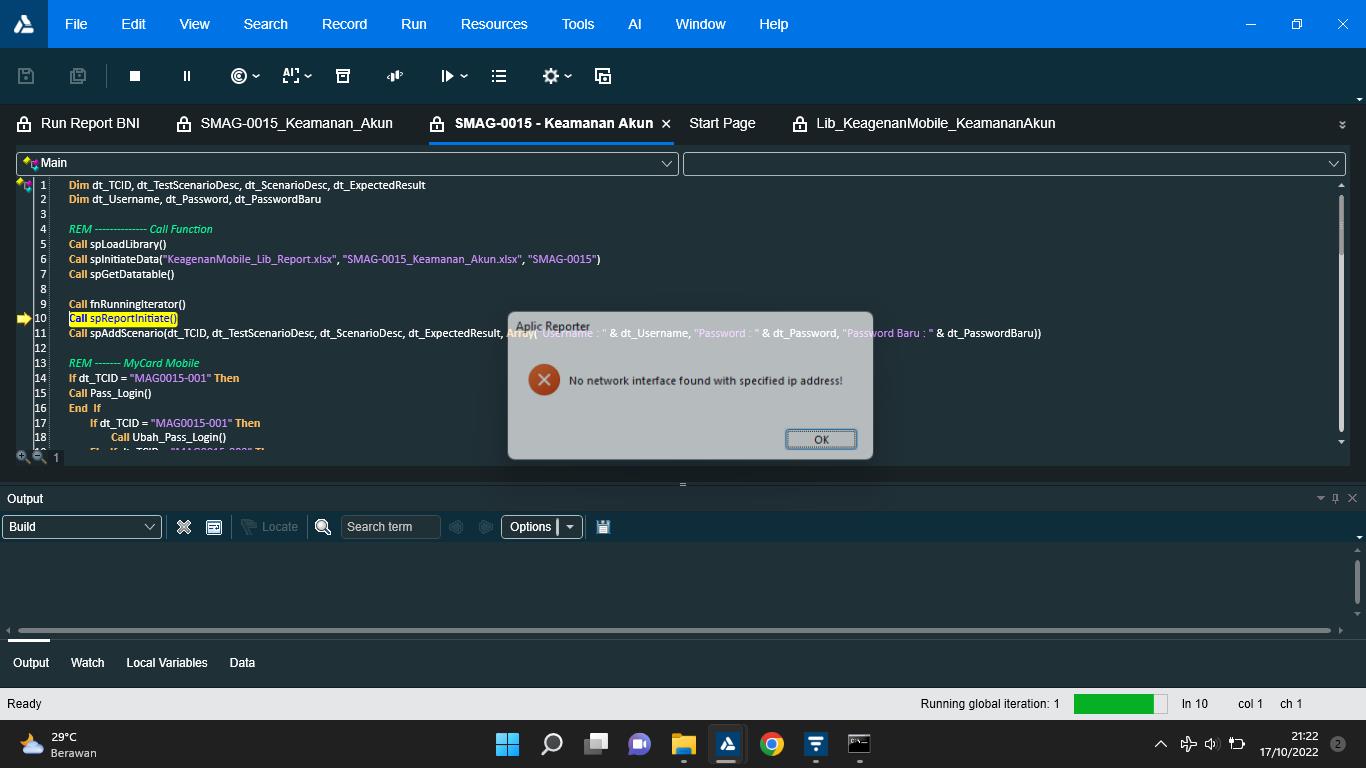 File Edit View Search Record Run Resources Tools AI Window Help
Run Report BNI SMAG-0015_Keamanan_Akun SMAG-0015 - Keamanan Akun Start Page Lib_KeagenanMobile_KeamananAkun
Main
1 Dim dt_TCID, dt_TestScenarioDesc, dt_ScenarioDesc, dt_ExpectedResult
2 Dim dt_Username, dt_Password, dt_PasswordBaru
3
4 REM -------------- Call Function
5 Call spLoadLibrary()
6 Call spInitiateData("KeagenanMobile_Lib_Report.xlsx", "SMAG-0015_Keamanan_Akun.xlsx", "SMAG-0015")
7 Call spGetDatatable()
8
9 Call fnRunningIterator()
10 Call spReportInitiate()
11 Call spAddScenario(dt_TCID, dt_TestScenarioDesc, dt_ScenarioDesc, dt_ExpectedResult, Array("Username : " & dt_Username, "Password : " & dt_Password, "Password Baru : " & dt_PasswordBaru))
12
13 REM ------- MyCard Mobile
14 If dt_TCID = "MAG0015-001" Then
15 Call Pass_Login()
16 End If
17 If dt_TCID = "MAG0015-001" Then
18 Call Ubah_Pass_Login()
1
Aplic Reporter
No network interface found with specified ip address!
OK
Output
Build Locate Search term Options
Output Watch Local Variables Data
Ready Running global iteration: 1 ln 10 col 1 ch 1
29°C
Berawan
21:22
17/10/2022
2